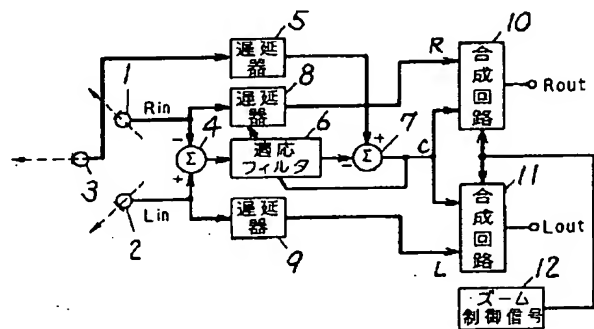 5
遅延器
8
遅延器
1
Rin
4
6
7
3
−
Σ
+
適応フィルタ
−
Σ
+
C
Lin
2
遅延器
9
R
L
10
合成回路
Rout
11
合成回路
Lout
12
ズーム
制御信号